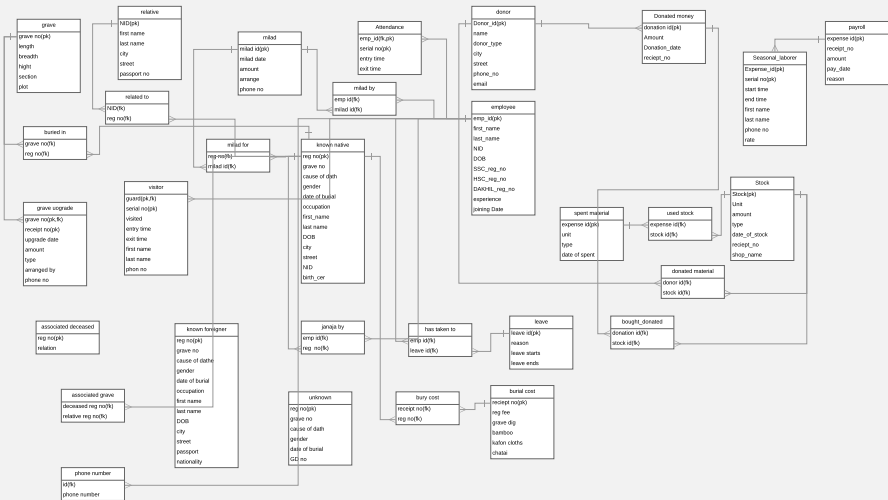 grave
grave no(pk)
length
breadth
hight
section
plot
relative
NID(pk)
first name
last name
city
street
passport no
milad
milad id(pk)
milad date
amount
arrange
phone no
Attendance
emp_id(fk,pk)
serial no(pk)
entry time
exit time
donor
Donor_id(pk)
name
donor_type
city
street
phone_no
email
Donated money
donation id(pk)
Amount
Donation_date
reciept_no
payroll
expense id(pk)
receipt_no
amount
pay_date
reason
Seasonal_laborer
Expense_id(pk)
serial no(pk)
start time
end time
first name
last name
phone no
rate
related to
NID(fk)
reg no(fk)
milad by
emp id(fk)
milad id(fk)
employee
emp_id(pk)
first_name
last_name
NID
DOB
SSC_reg_no
HSC_reg_no
DAKHIL_reg_no
experience
joining Date
buried in
grave no(fk)
reg no(fk)
milad for
reg no(fk)
milad id(fk)
known native
reg no(pk)
grave no
cause of dath
gender
date of burial
occupation
first_name
last name
DOB
city
street
NID
birth_cer
visitor
guard(pk,fk)
serial no(pk)
visited
entry time
exit time
first name
last name
phon no
grave uograde
grave no(pk,fk)
receipt no(pk)
upgrade date
amount
type
arranged by
phone no
Stock
Stock(pk)
Unit
amount
type
date_of_stock
reciept_no
shop_name
spent material
expense id(pk)
unit
type
date of spent
used stock
expense id(fk)
stock id(fk)
donated material
donor id(fk)
stock id(fk)
bought_donated
donation id(fk)
stock id(fk)
associated deceased
reg no(pk)
relation
known foreigner
reg no(pk)
grave no
cause of dathe
gender
date of burial
occupation
first name
last name
DOB
city
street
passport
nationality
janaja by
emp id(fk)
reg no(fk)
has taken to
emp id(fk)
leave id(fk)
leave
leave id(pk)
reason
leave starts
leave ends
associated grave
deceased reg no(fk)
relative reg no(fk)
unknown
reg no(pk)
grave no
cause of dath
gender
date of burial
GD no
bury cost
receipt no(fk)
reg no(fk)
burial cost
reciept no(pk)
reg fee
grave dig
bamboo
kafon cloths
chatai
phone number
id(fk)
phone number